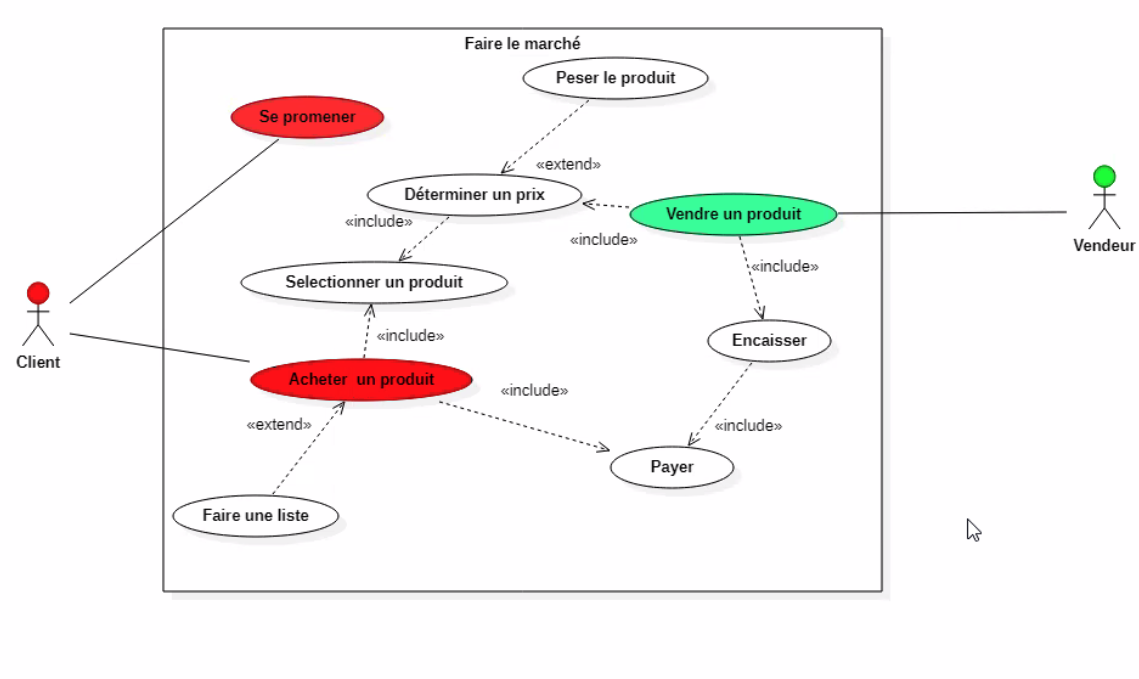 Faire le marché
Peser le produit
Se promener
«extend»
Déterminer un prix
Vendre un produit
«include»
«include»
Vendeur
«include»
Selectionner un produit
«include»
Encaisser
Client
Acheter  un produit
«include»
«extend»
«include»
Payer
Faire une liste